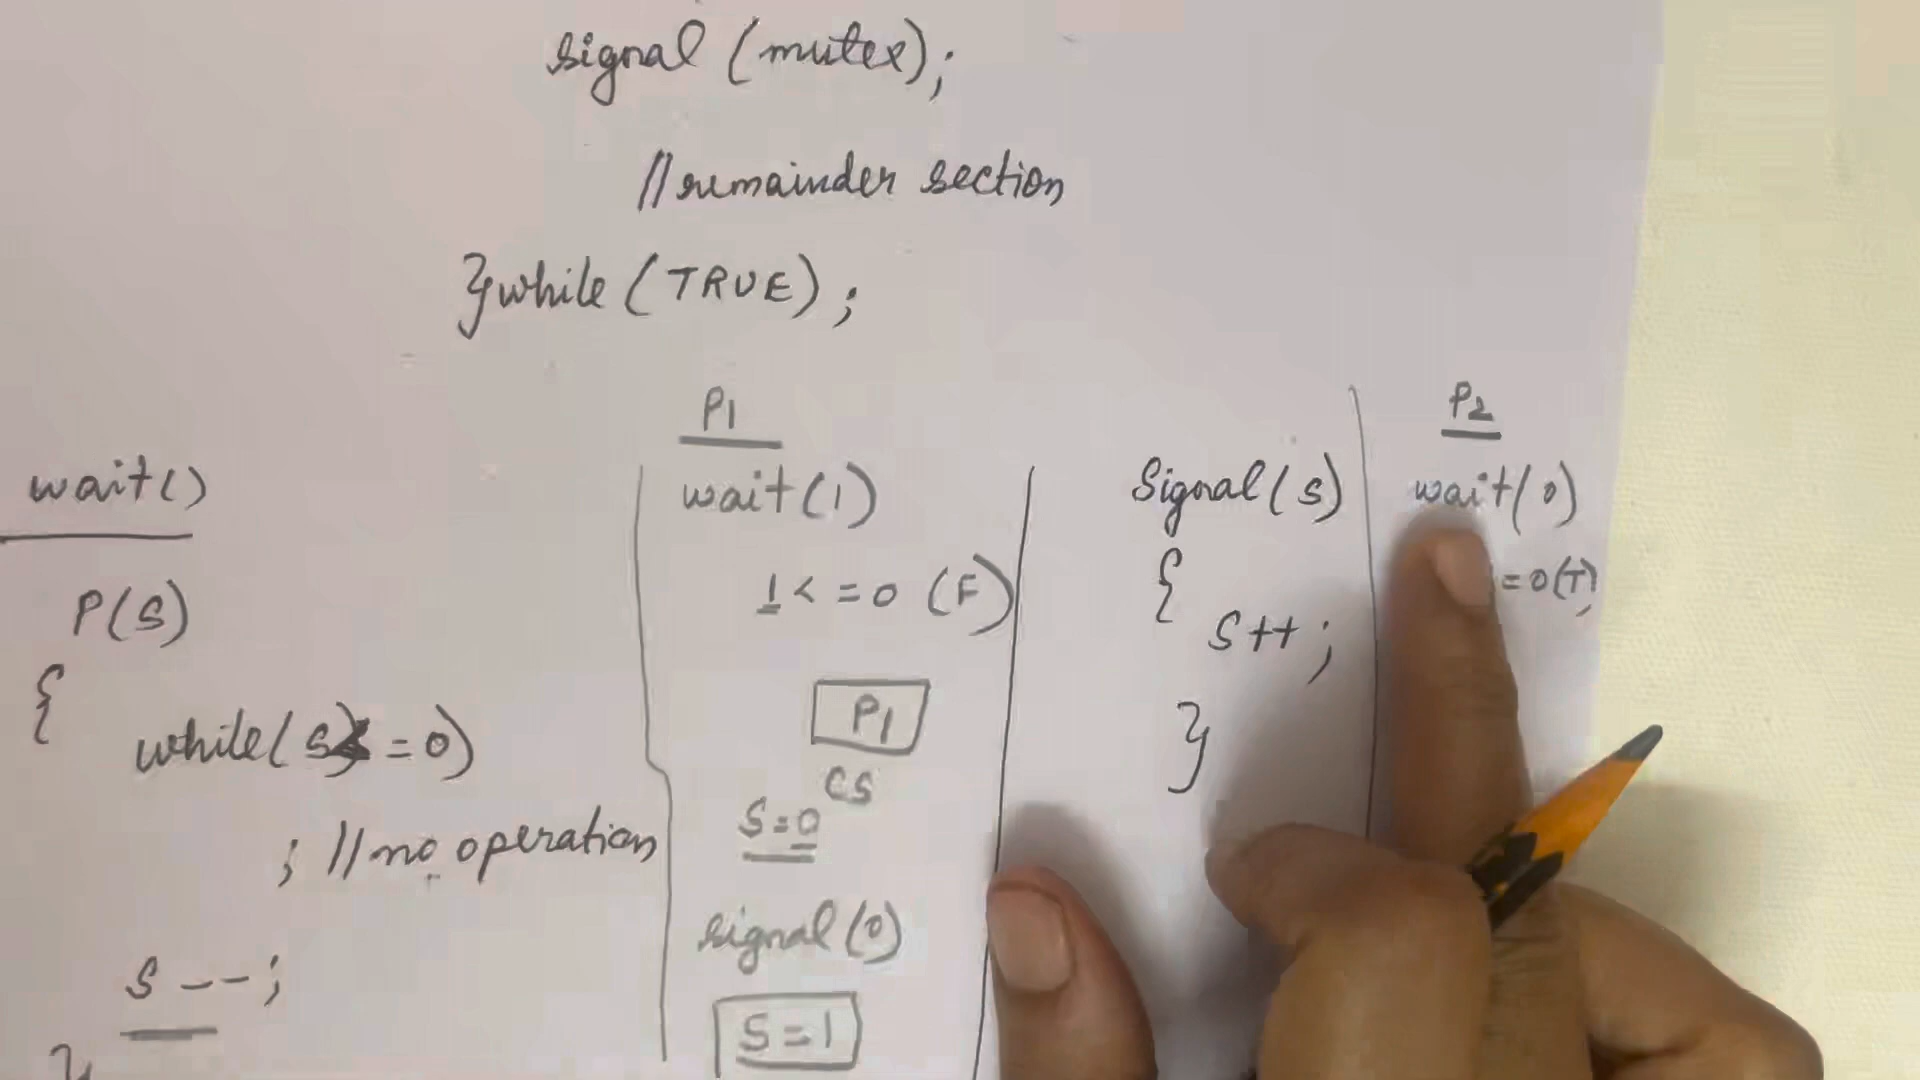 signal (mutex);
//remainder section
}while (TRUE);
wait()
P(S)
{
while(S<=0)
; //no operation
S --;
}
P1
wait(1)
1<=0 (F)
P1
CS
S=0
signal(0)
S=1
Signal(S)
{
S++;
}
P2
wait(0)
=0(T)